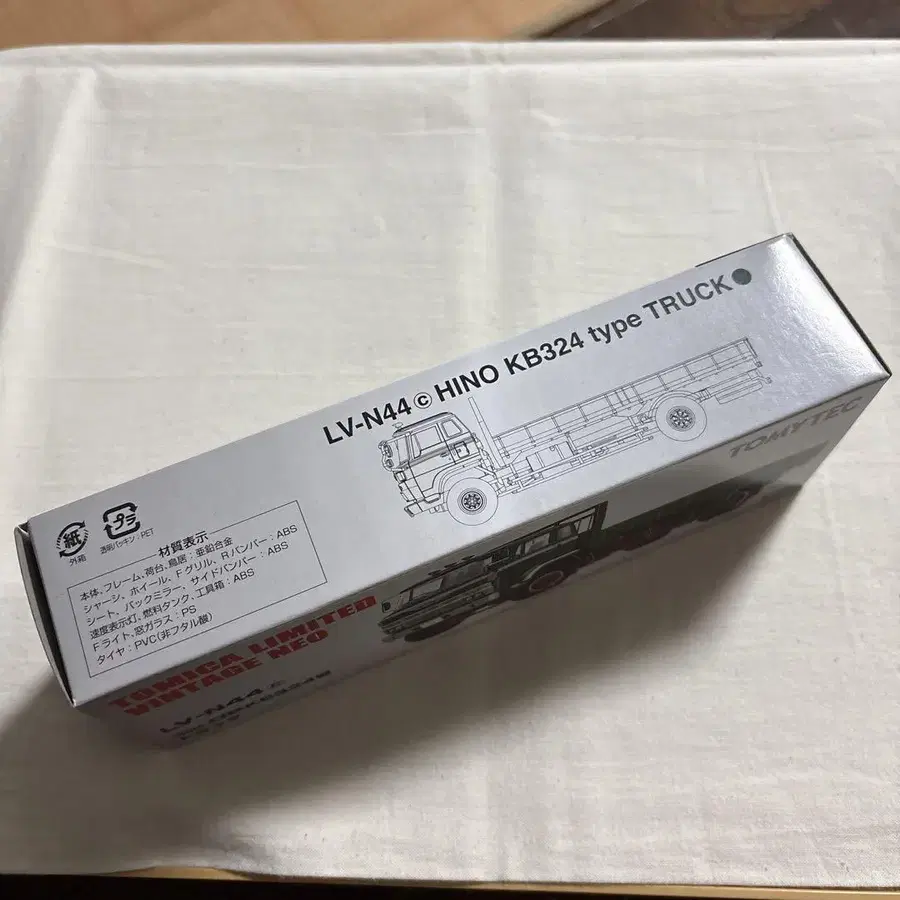 LV-N44 ⓒ HINO KB324 type TRUCK●
紙
外箱
プラ
透明パッキン:PET
材質表示
本体、フレーム、荷台、鳥居:亜鉛合金
シャーシ、ホイール、Fグリル、Rバンパー:ABS
シート、バックミラー、サイドバンパー:ABS
速度表示灯、燃料タンク、工具箱:ABS
Fライト、窓ガラス:PS
タイヤ:PVC(非フタル酸)
TOMYTEC
TOMICA LIMITED
VINTAGE NEO
LV-N44 ⓒ
トラック